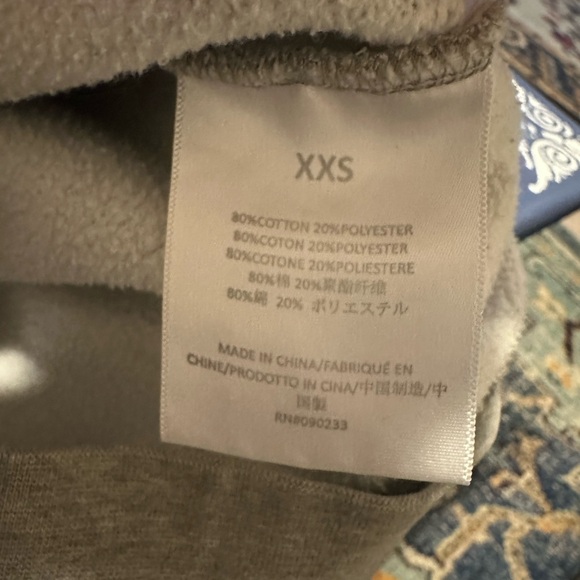 XXS
80%COTTON 20%POLYESTER
80%COTON 20%POLYESTER
80%COTONE 20%POLIESTERE
80%棉 20%聚酯纤维
80%綿 20% ポリエステル
MADE IN CHINA/FABRIQUÉ EN
CHINE/PRODOTTO IN CINA/中国制造/中
国製
RN8090233